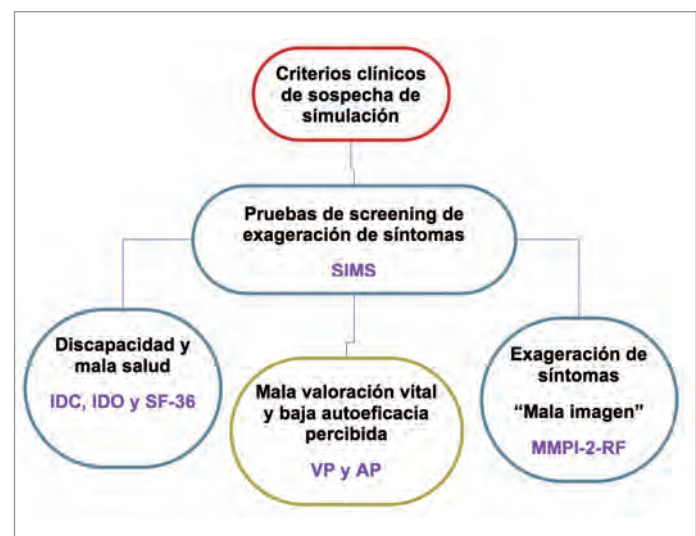 Criterios clínicos
de sospecha de
simulación
Pruebas de screening de
exageración de síntomas
SIMS
Discapacidad y
mala salud
IDC, IDO y SF-36
Mala valoración vital
y baja autoeficacia
percibida
VP y AP
Exageración de
síntomas
“Mala imagen”
MMPI-2-RF